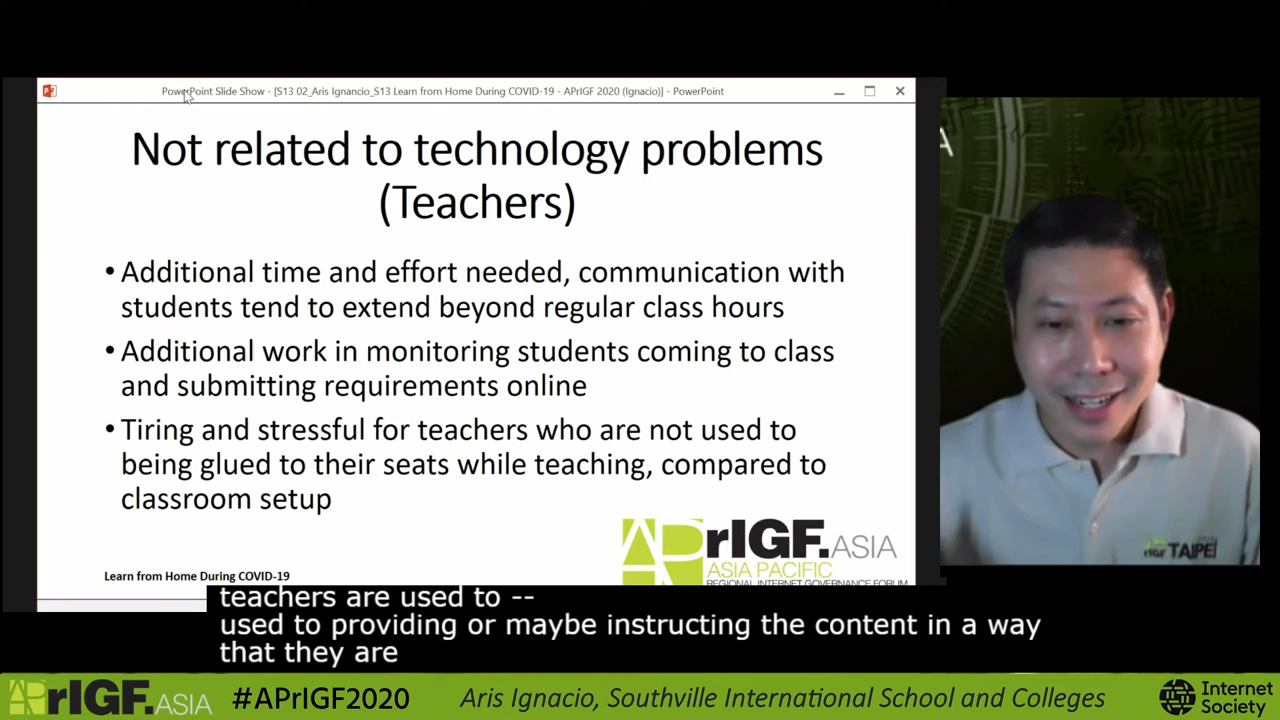 PowerPoint Slide Show - [S13 02_Aris Ignancio_S13 Learn from Home During COVID-19 - APrIGF 2020 (Ignacio)] - PowerPoint
Not related to technology problems
(Teachers)
• Additional time and effort needed, communication with
students tend to extend beyond regular class hours
• Additional work in monitoring students coming to class
and submitting requirements online
• Tiring and stressful for teachers who are not used to
being glued to their seats while teaching, compared to
classroom setup
APrIGF.ASIA
ASIA PACIFIC
REGIONAL INTERNET GOVERNANCE FORUM
Learn from Home During COVID-19
A
rIGF TAIPEI
teachers are used to --
used to providing or maybe instructing the content in a way
that they are
APrIGF.ASIA
#APrIGF2020
Aris Ignacio, Southville International School and Colleges
Internet
Society